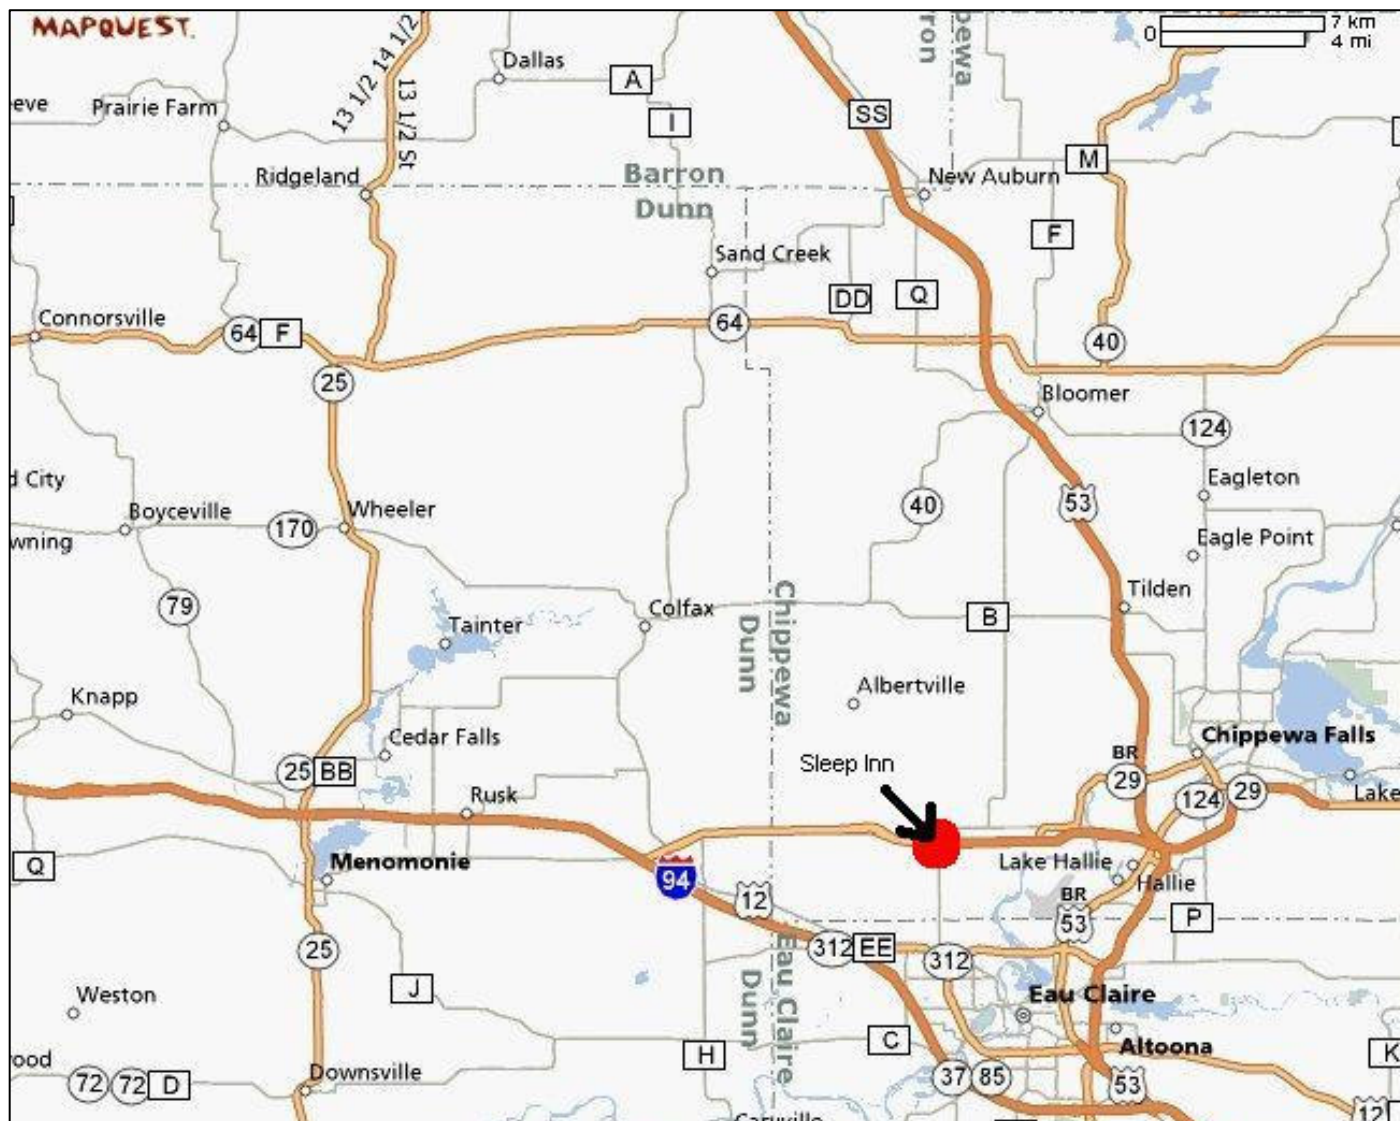 MAPQUEST.
0
7 km
4 mi
13 1/2 14 1/2
13 1/2 St
Dallas
A
I
SS
Chippewa
Barron
eve
Prairie Farm
Ridgeland
Barron
Dunn
M
New Auburn
F
Sand Creek
DD
Q
Connorsville
64
F
64
40
25
Bloomer
124
d City
Eagleton
Boyceville
170
Wheeler
40
53
wning
Eagle Point
79
Tainter
Colfax
Chippewa
Dunn
B
Tilden
Knapp
Albertville
Cedar Falls
Chippewa Falls
25
BB
Sleep Inn
BR
29
Rusk
124
29
Lake
Q
Menomonie
94
Lake Hallie
Hallie
12
BR
53
P
25
312
EE
312
Eau Claire
Dunn
J
Weston
Eau Claire
ood
H
C
Altoona
K
72
72
D
Downsville
37
85
53
12